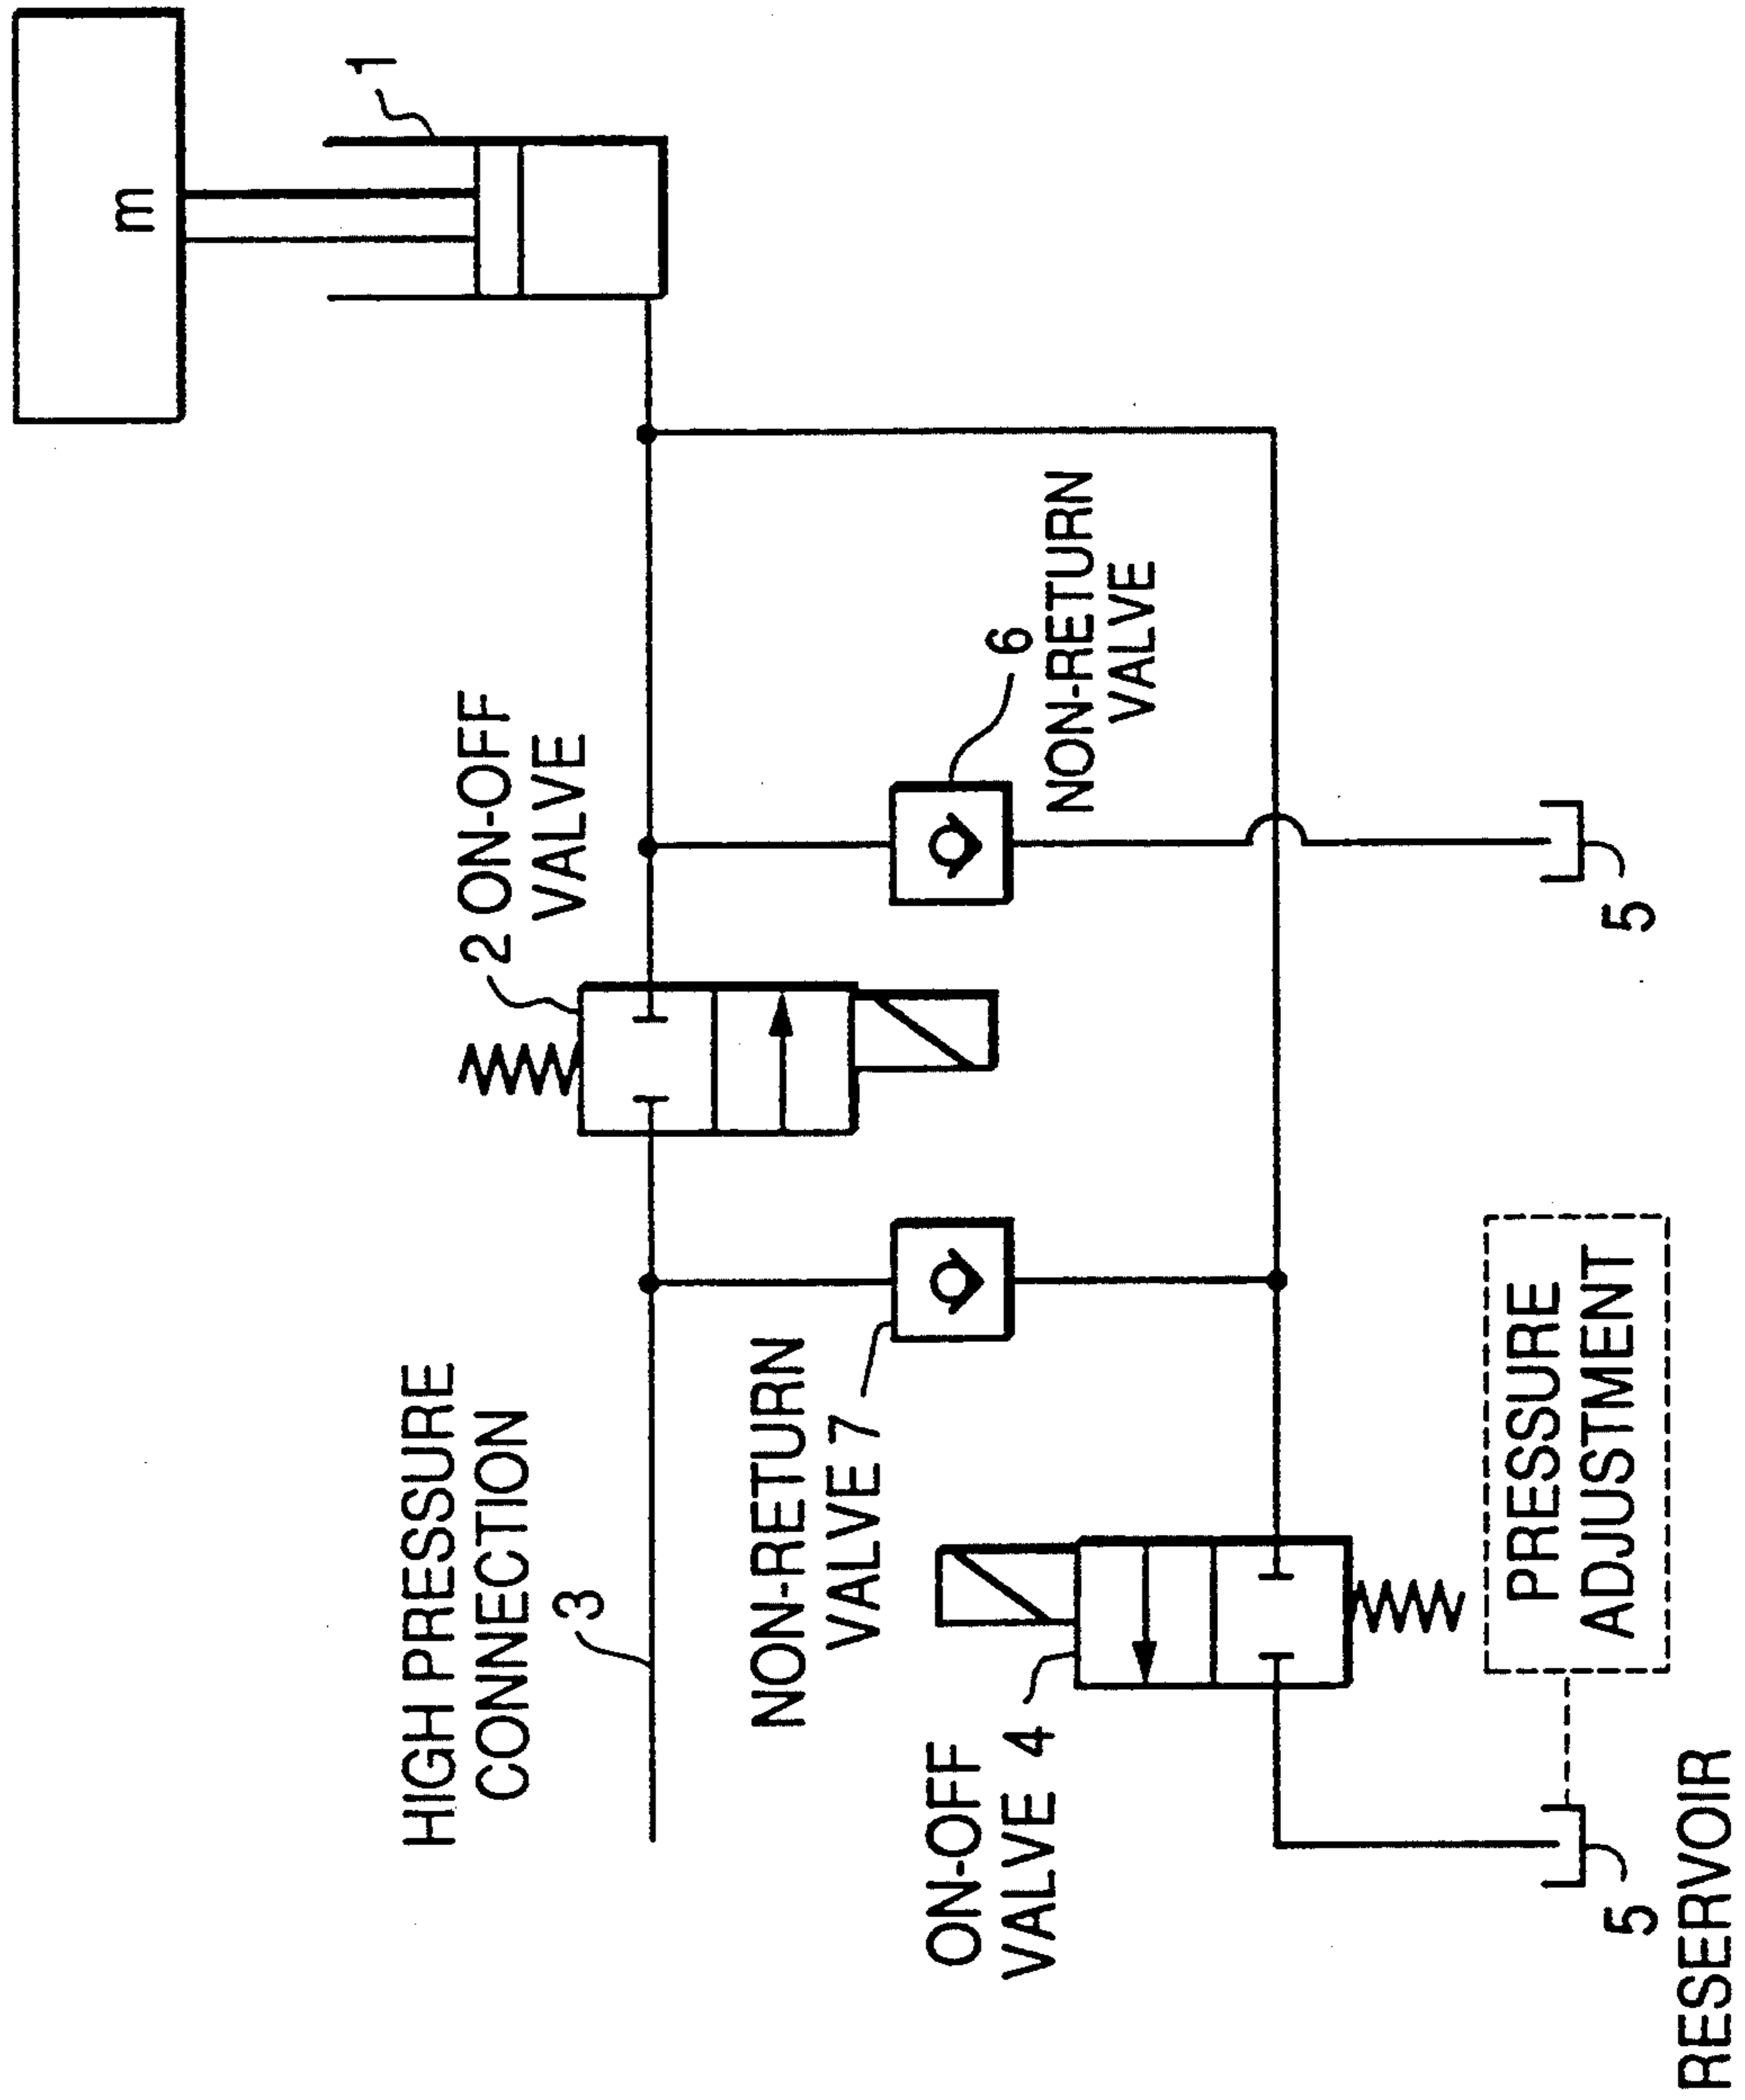 HIGH PRESSURE
CONNECTION
3
2 ON-OFF
VALVE
m
1
NON-RETURN
VALVE 7
6
NON-RETURN
VALVE
ON-OFF
VALVE 4
PRESSURE
ADJUSTMENT
5
5
RESERVOIR